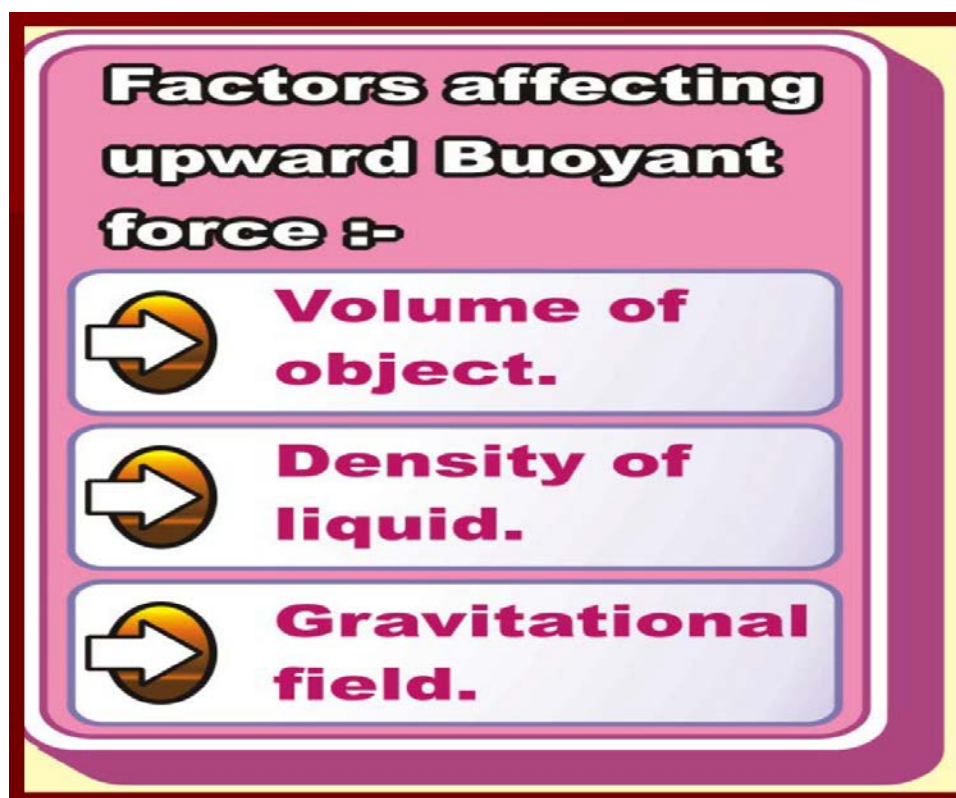 Factors affecting
upward Buoyant
force :-
Volume of
object.
Density of
liquid.
Gravitational
field.